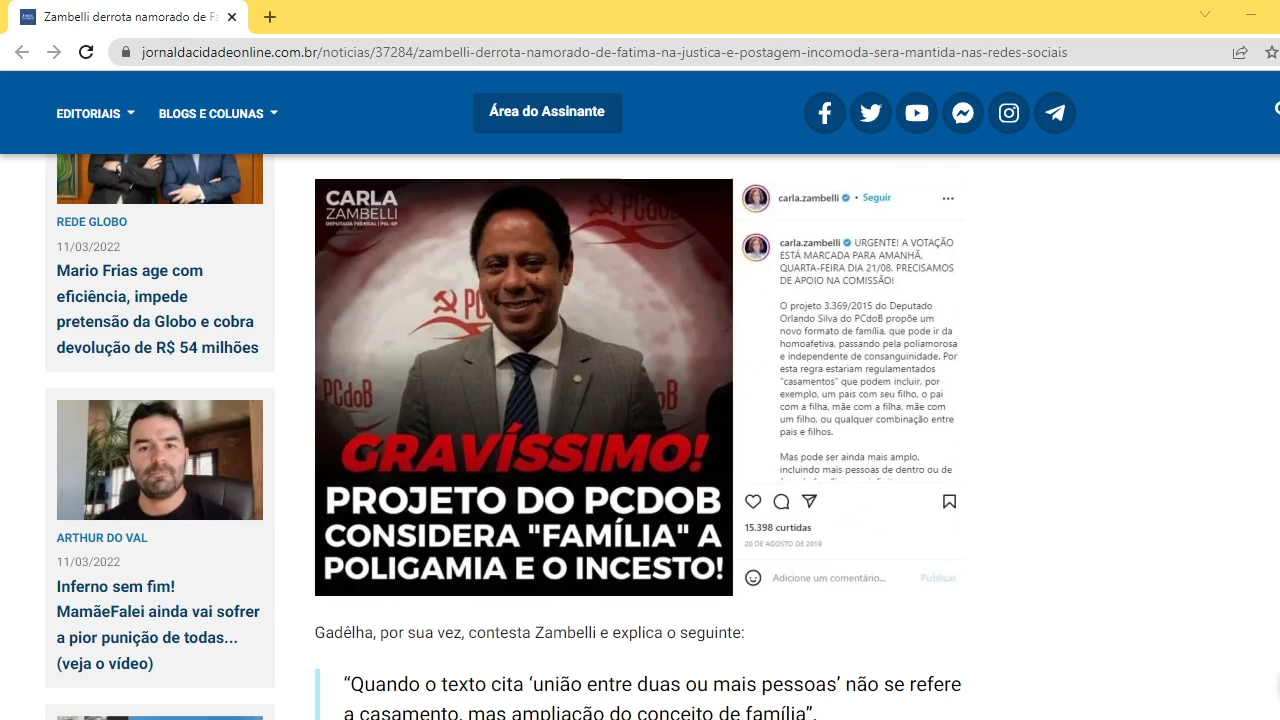 Zambelli derrota namorado de Fá
jornaldacidadeonline.com.br/noticias/37284/zambelli-derrota-namorado-de-fatima-na-justica-e-postagem-incomoda-sera-mantida-nas-redes-sociais
EDITORIAIS
BLOGS E COLUNAS
Área do Assinante
REDE GLOBO
11/03/2022
Mario Frias age com
eficiência, impede
pretensão da Globo e cobra
devolução de R$ 54 milhões
ARTHUR DO VAL
11/03/2022
Inferno sem fim!
MamãeFalei ainda vai sofrer
a pior punição de todas...
(veja o vídeo)
CARLA
ZAMBELLI
DEPUTADA FEDERAL | PSL-SP
PCdoB
PCdoB
GRAVÍSSIMO!
PROJETO DO PCDOB
CONSIDERA "FAMÍLIA" A
POLIGAMIA E O INCESTO!
carla.zambelli • Seguir
carla.zambelli URGENTE! A VOTAÇÃO
ESTÁ MARCADA PARA AMANHÃ,
QUARTA-FEIRA DIA 21/08. PRECISAMOS
DE APOIO NA COMISSÃO!
O projeto 3.369/2015 do Deputado
Orlando Silva do PCdoB propõe um
novo formato de família, que pode ir da
homoafetiva, passando pela poliamorosa
e independente de consanguinidade. Por
esta regra estariam regulamentados
"casamentos" que podem incluir, por
exemplo, um pais com seu filho, o pai
com a filha, mãe com a filha, mãe com
um filho, ou qualquer combinação entre
pais e filhos.
Mas pode ser ainda mais amplo,
incluindo mais pessoas de dentro ou de
15.398 curtidas
20 DE AGOSTO DE 2019
Adicione um comentário...
Publicar
Gadêlha, por sua vez, contesta Zambelli e explica o seguinte:
“Quando o texto cita ‘união entre duas ou mais pessoas’ não se refere
a casamento, mas ampliação do conceito de família”.